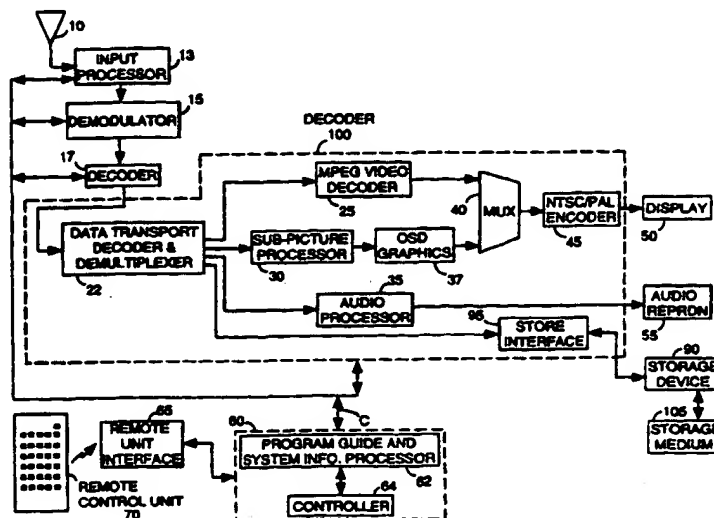 10
INPUT
PROCESSOR
13
DEMODULATOR
15
17
DECODER
DECODER
100
MPEG VIDEO
DECODER
25
40
MUX
NTSC/PAL
ENCODER
45
DISPLAY
50
DATA TRANSPORT
DECODER &
DEMULTIPLEXER
22
SUB-PICTURE
PROCESSOR
30
OSD
GRAPHICS
37
35
AUDIO
PROCESSOR
AUDIO
REPRDN
55
95
STORE
INTERFACE
90
STORAGE
DEVICE
105
STORAGE
MEDIUM
C
65
REMOTE
UNIT
INTERFACE
60
PROGRAM GUIDE AND
SYSTEM INFO. PROCESSOR
62
CONTROLLER
64
REMOTE
CONTROL UNIT
70